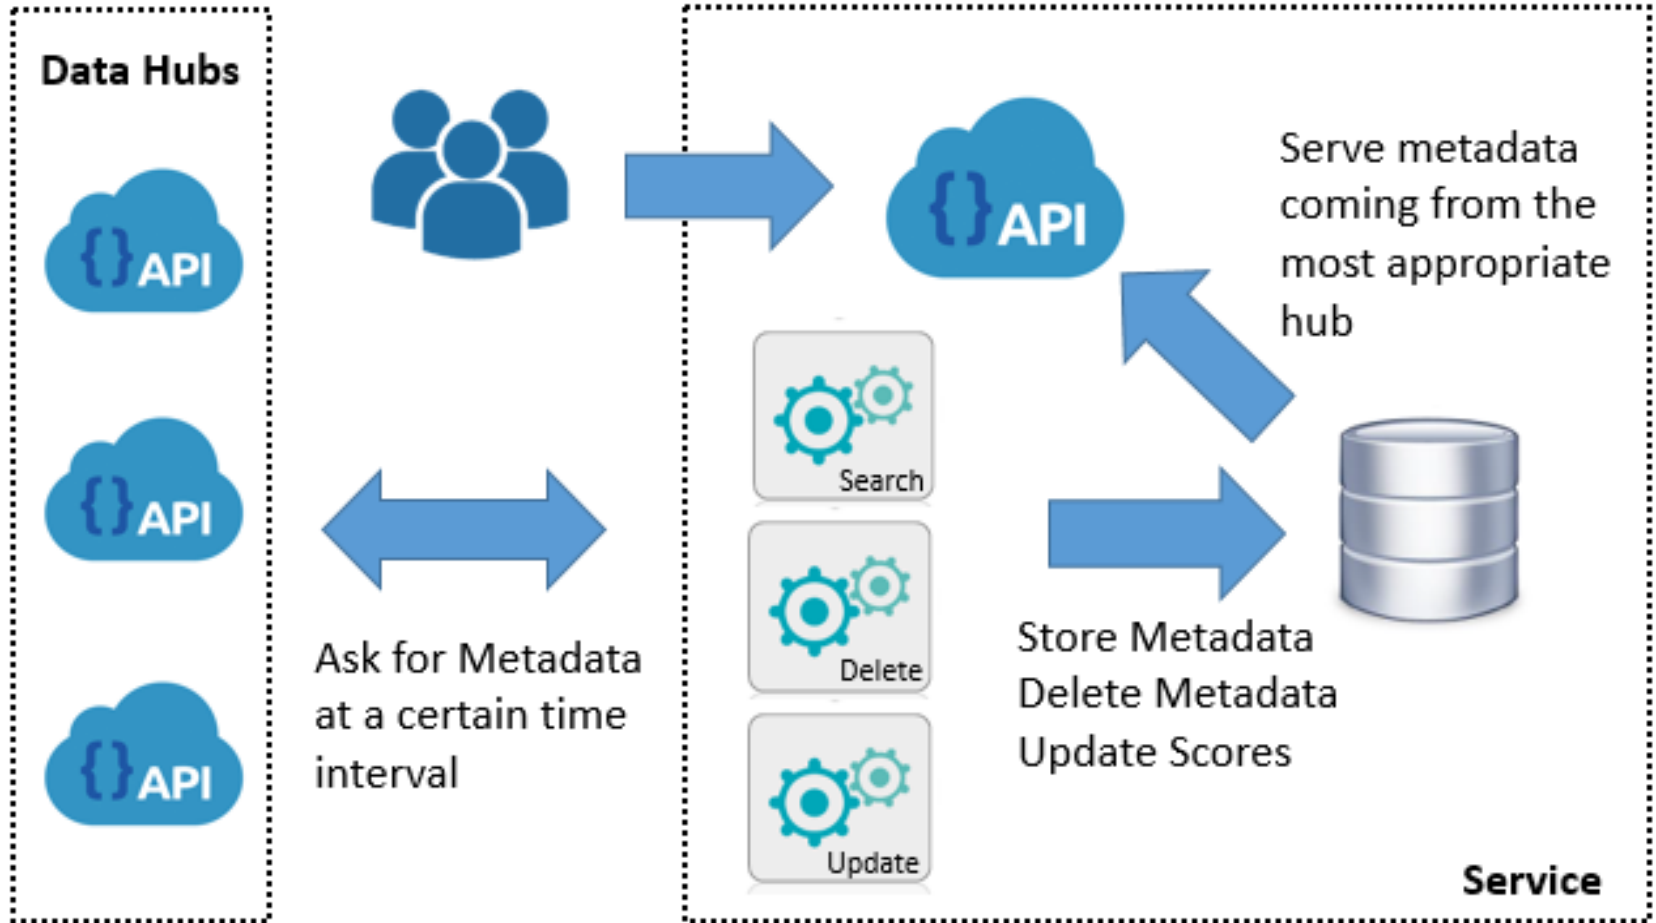 Data Hubs
{} API
{} API
{} API
Ask for Metadata
at a certain time
interval
{} API
Serve metadata
coming from the
most appropriate
hub
Search
Delete
Update
Store Metadata
Delete Metadata
Update Scores
Service